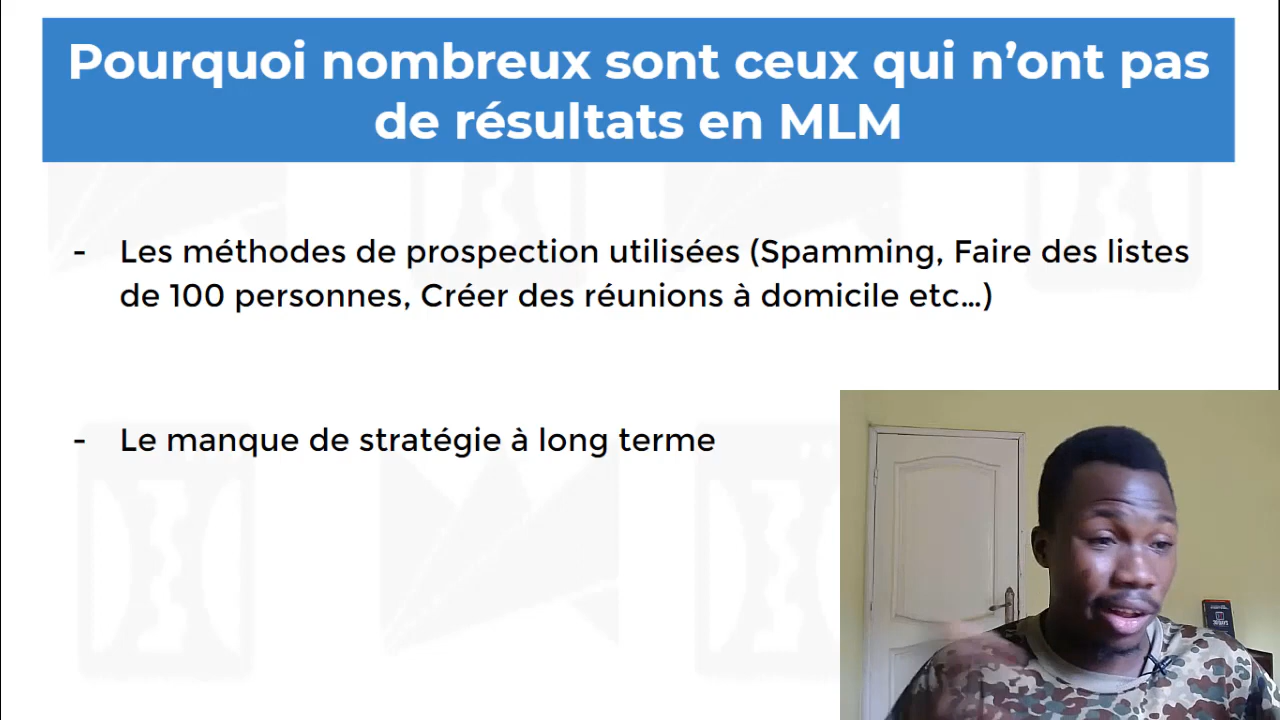 Pourquoi nombreux sont ceux qui n’ont pas
de résultats en MLM
- Les méthodes de prospection utilisées (Spamming, Faire des listes
de 100 personnes, Créer des réunions à domicile etc…)
- Le manque de stratégie à long terme